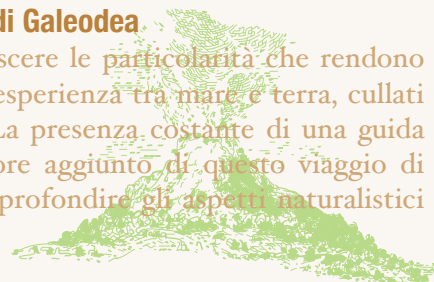 di Galeodea
scere le particolarità che rendono
esperienza tra mare e terra, cullati
La presenza costante di una guida
ore aggiunto di questo viaggio di
profondire gli aspetti naturalistici